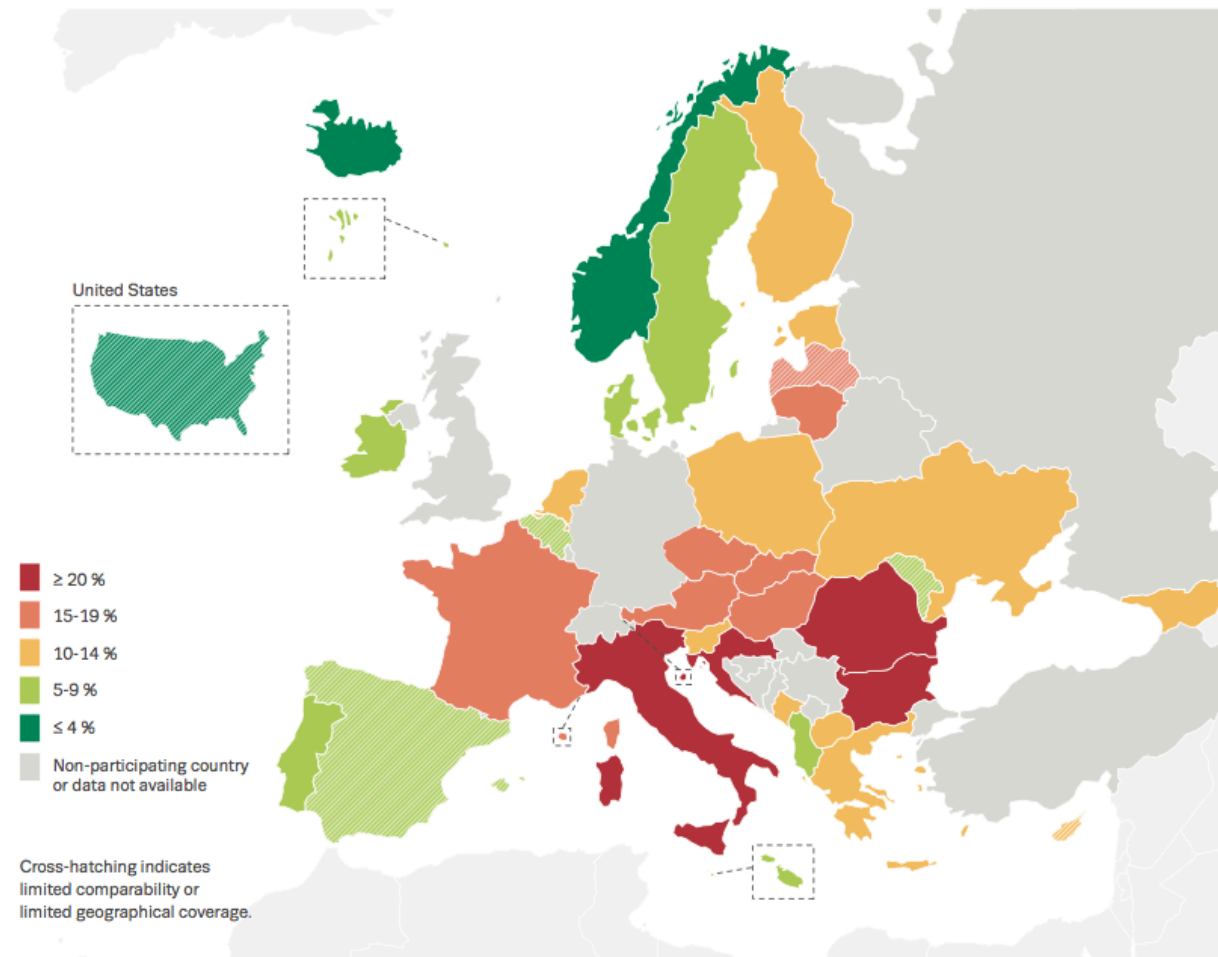 United States
≥ 20 %
15-19 %
10-14 %
5-9 %
≤ 4 %
Non-participating country
or data not available
Cross-hatching indicates
limited comparability or
limited geographical coverage.